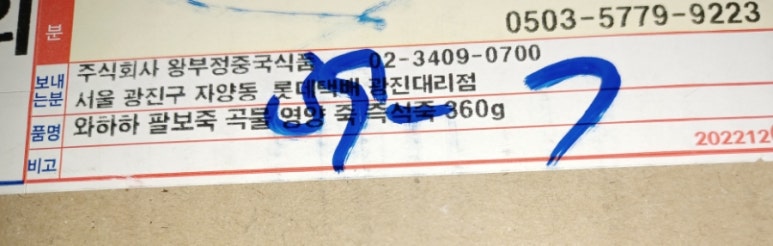 분 0503-5779-9223
보내는분 주식회사 왕부정중국식품 02-3409-0700
서울 광진구 자양동 롯데택배 광진대리점
품명 와하하 팔보죽 곡물 영양 죽 즉석죽 360g
비고 2022120